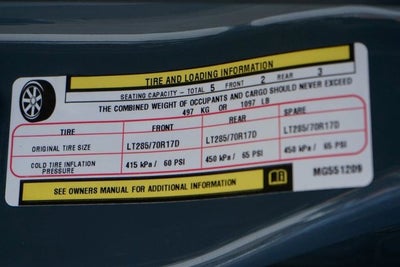 TIRE AND LOADING INFORMATION
SEATING CAPACITY - TOTAL 5 FRONT 2 REAR 3
THE COMBINED WEIGHT OF OCCUPANTS AND CARGO SHOULD NEVER EXCEED
497 KG OR 1097 LB
TIRE FRONT REAR SPARE
ORIGINAL TIRE SIZE LT285/70R17D LT285/70R17D LT285/70R17D
COLD TIRE INFLATION PRESSURE 415 kPa / 60 PSI 450 kPa / 65 PSI 450 kPa / 65 PSI
SEE OWNERS MANUAL FOR ADDITIONAL INFORMATION MG551209